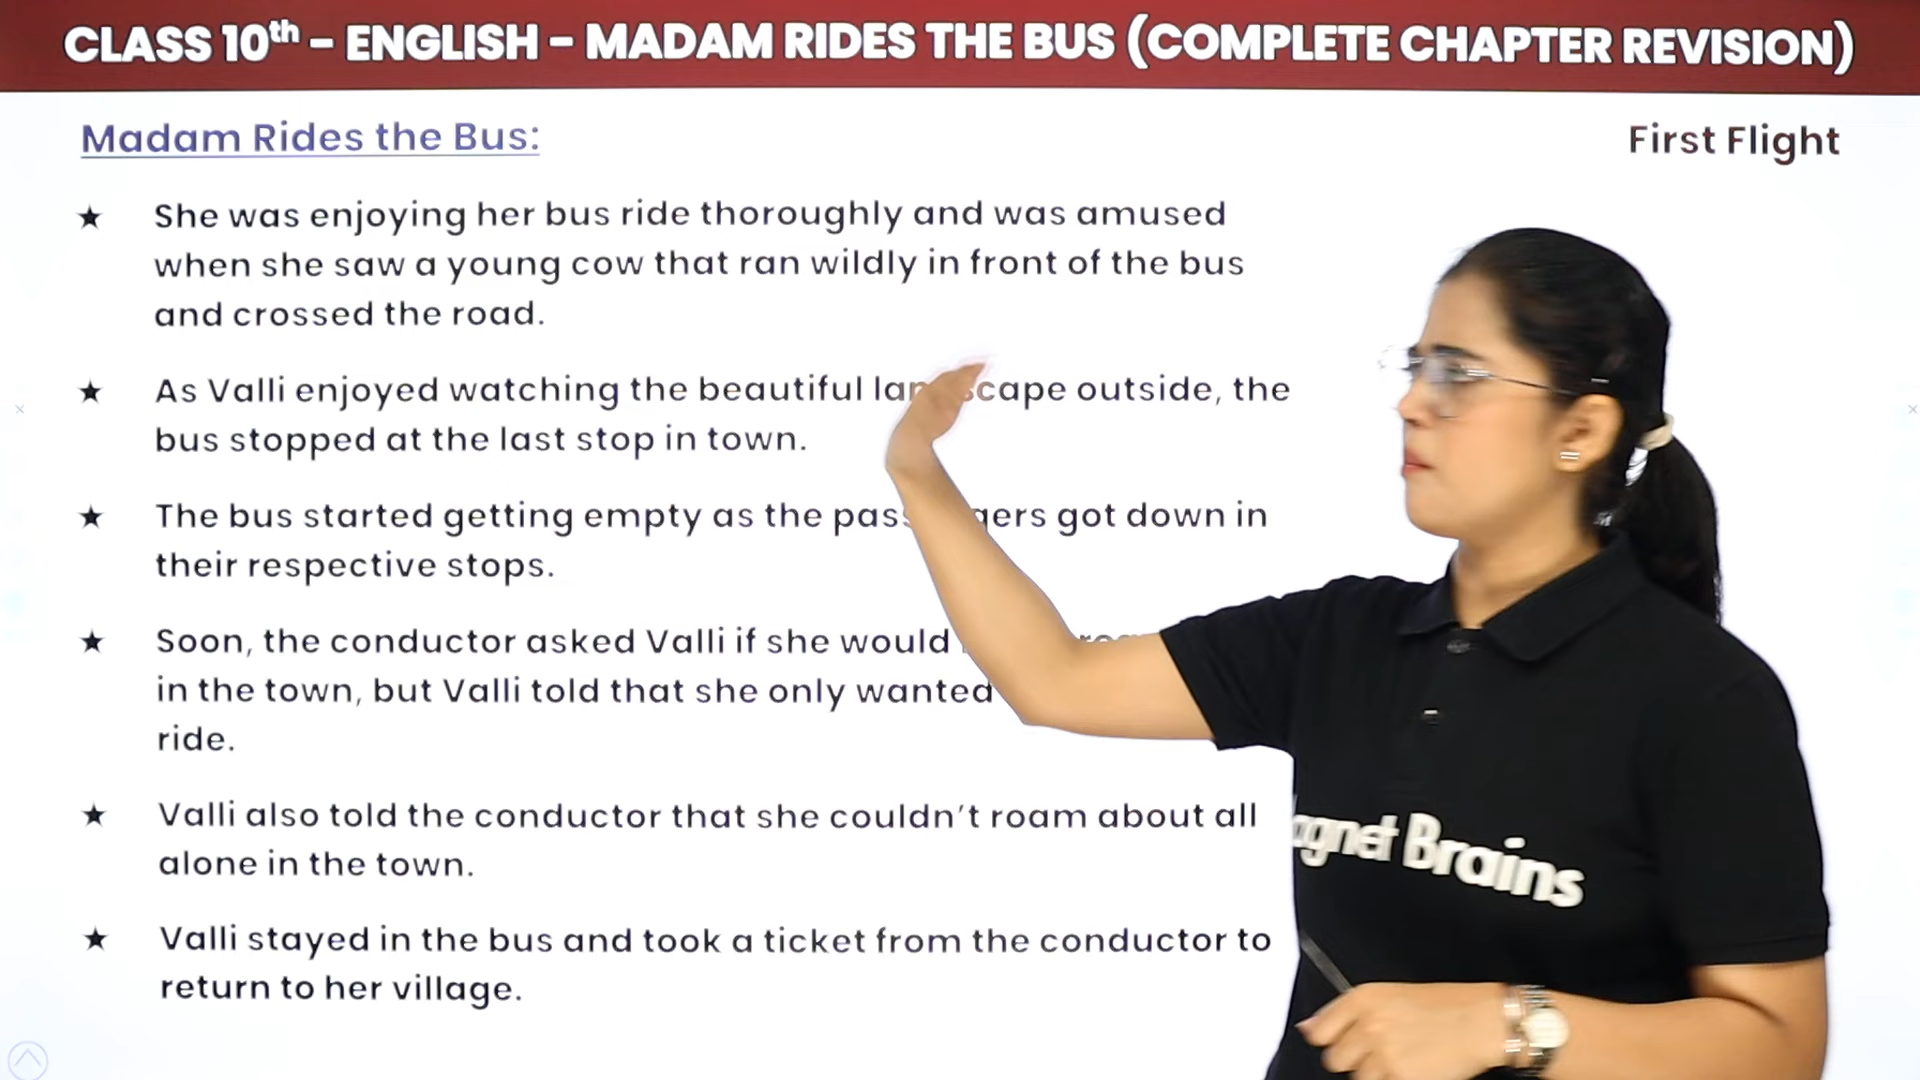 CLASS 10th - ENGLISH - MADAM RIDES THE BUS (COMPLETE CHAPTER REVISION)
Madam Rides the Bus:
First Flight
★ She was enjoying her bus ride thoroughly and was amused
when she saw a young cow that ran wildly in front of the bus
and crossed the road.
★ As Valli enjoyed watching the beautiful landscape outside, the
bus stopped at the last stop in town.
★ The bus started getting empty as the passengers got down in
their respective stops.
★ Soon, the conductor asked Valli if she would
in the town, but Valli told that she only wanted
ride.
★ Valli also told the conductor that she couldn't roam about all
alone in the town.
★ Valli stayed in the bus and took a ticket from the conductor to
return to her village.
Brains